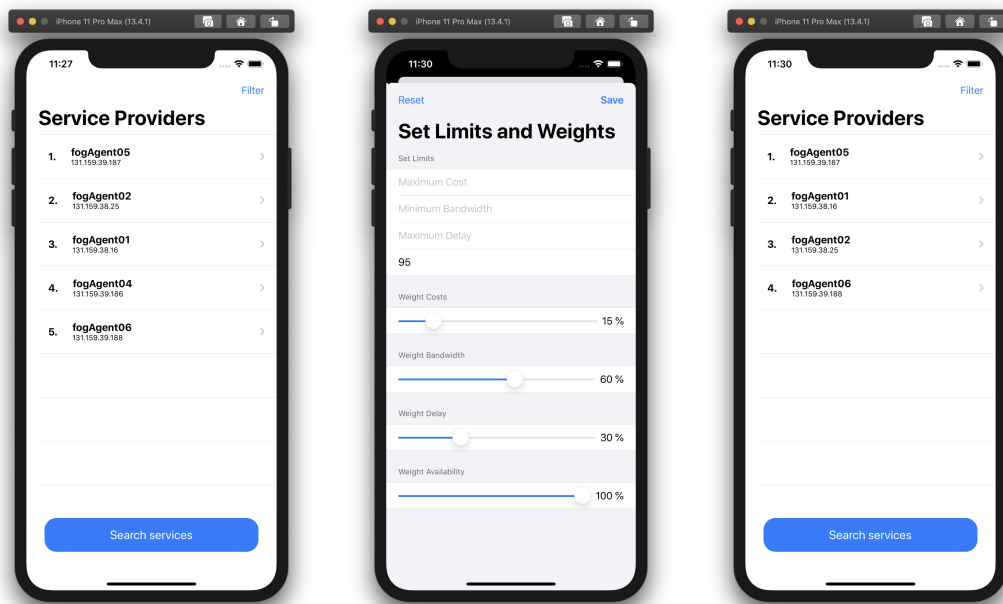 iPhone 11 Pro Max (13.4.1)
11:27
Filter
Service Providers
1. fogAgent05
131.159.39.187
2. fogAgent02
131.159.38.25
3. fogAgent01
131.159.38.16
4. fogAgent04
131.159.39.186
5. fogAgent06
131.159.39.188
Search services
iPhone 11 Pro Max (13.4.1)
11:30
Reset Save
Set Limits and Weights
Set Limits
Maximum Cost
Minimum Bandwidth
Maximum Delay
95
Weight Costs
15 %
Weight Bandwidth
60 %
Weight Delay
30 %
Weight Availability
100 %
iPhone 11 Pro Max (13.4.1)
11:30
Filter
Service Providers
1. fogAgent05
131.159.39.187
2. fogAgent01
131.159.38.16
3. fogAgent02
131.159.38.25
4. fogAgent06
131.159.39.188
Search services